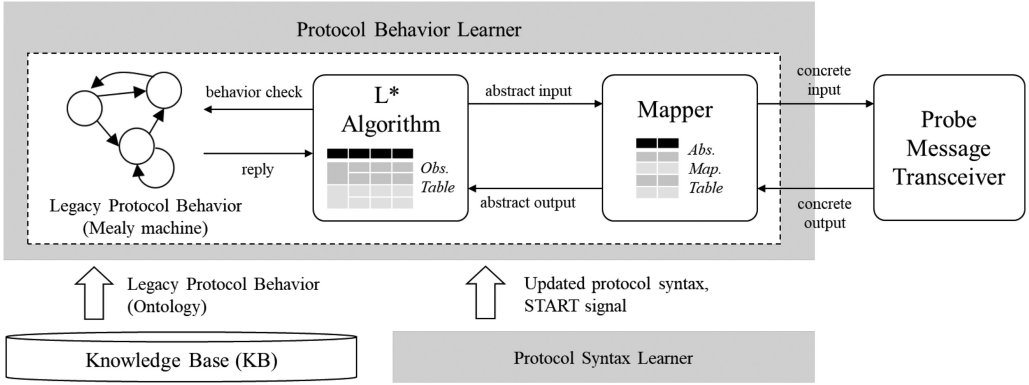 Protocol Behavior Learner
behavior check
reply
Legacy Protocol Behavior
(Mealy machine)
L*
Algorithm
Obs.
Table
abstract input
abstract output
Mapper
Abs.
Map.
Table
concrete
input
concrete
output
Probe
Message
Transceiver
Legacy Protocol Behavior
(Ontology)
Updated protocol syntax,
START signal
Knowledge Base (KB)
Protocol Syntax Learner